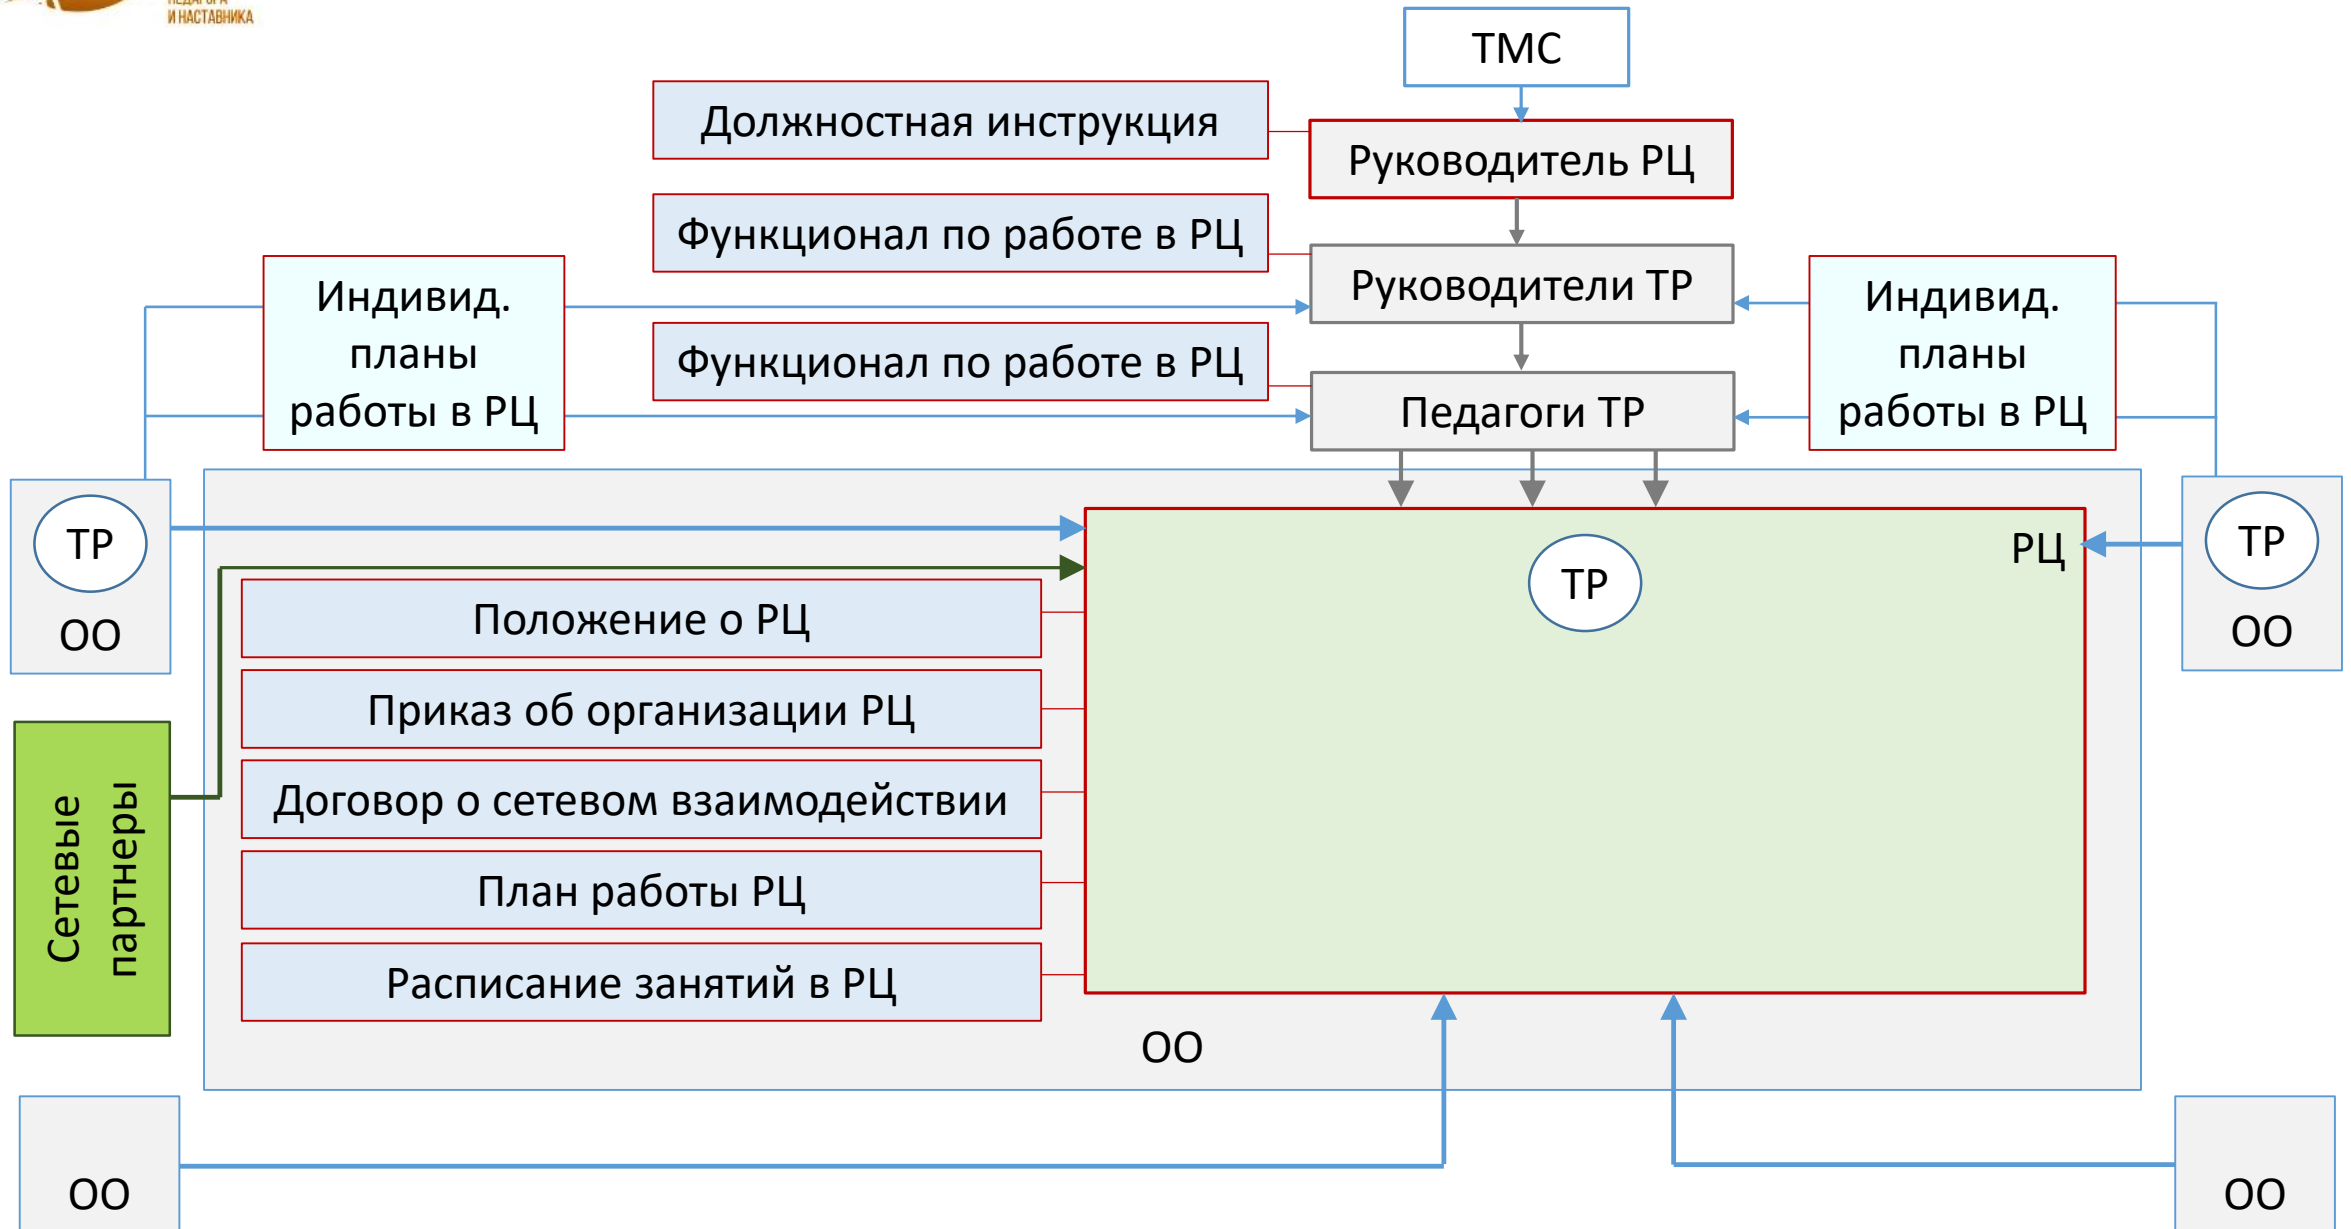 И НАСТАВНИКА
ТМС
Должностная инструкция
Руководитель РЦ
Функционал по работе в РЦ
Руководители ТР
Индивид.
планы
работы в РЦ
Индивид.
планы
работы в РЦ
Функционал по работе в РЦ
Педагоги ТР
ТР
ОО
РЦ
ТР
ТР
ОО
Положение о РЦ
Приказ об организации РЦ
Договор о сетевом взаимодействии
План работы РЦ
Расписание занятий в РЦ
Сетевые
партнеры
ОО
ОО
ОО